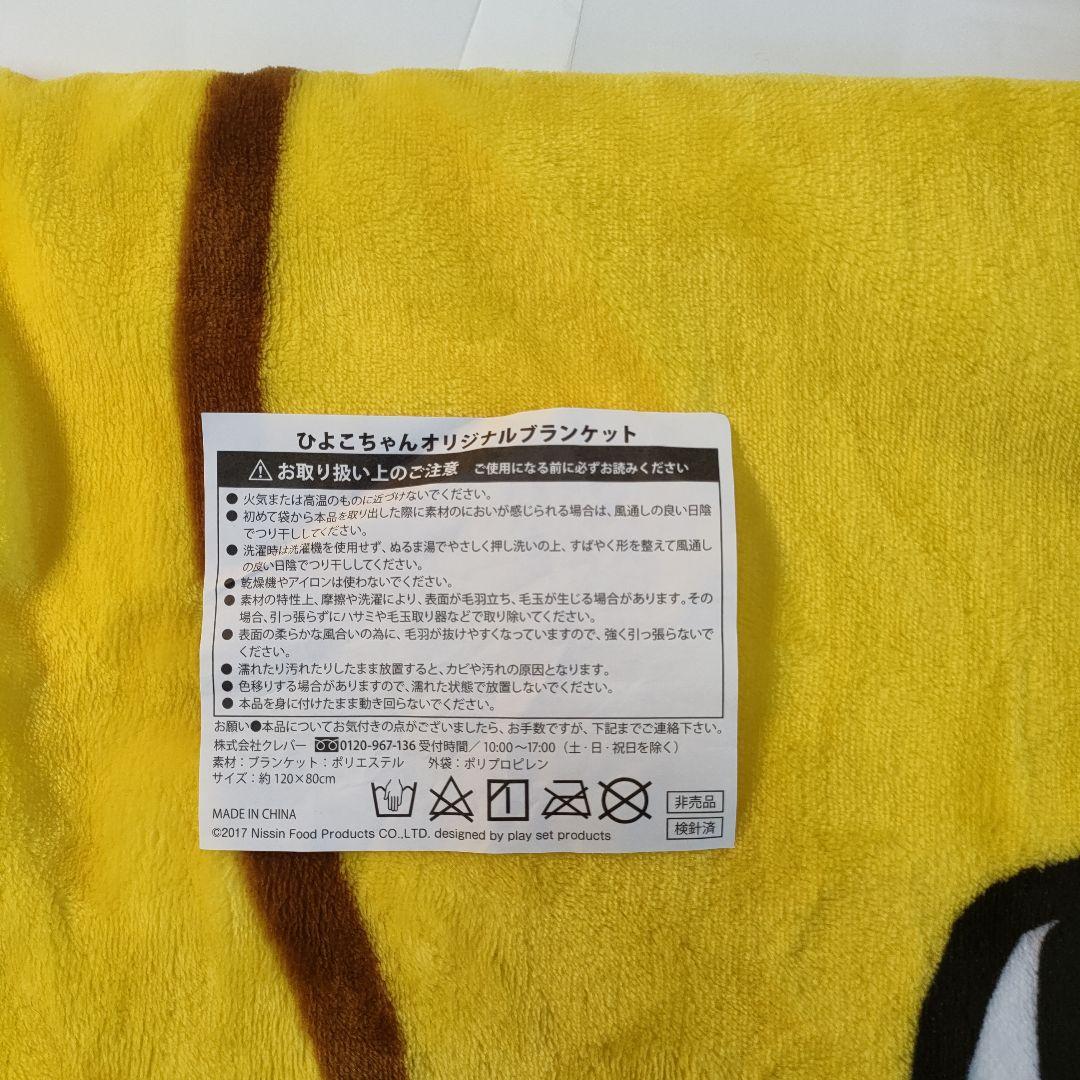 ひよこちゃんオリジナルブランケット
お取り扱い上のご注意 ご使用になる前に必ずお読みください
● 火気または高温のものに近づけないでください。
● 初めて袋から本品を取り出した際に素材のにおいが感じられる場合は、風通しの良い日陰
でつり干ししてください。
● 洗濯時は洗濯機を使用せず、ぬるま湯でやさしく押し洗いの上、すばやく形を整えて風通し
の良い日陰でつり干ししてください。
● 乾燥機やアイロンは使わないでください。
● 素材の特性上、摩擦や洗濯により、表面が毛羽立ち、毛玉が生じる場合があります。その
場合、引っ張らずにハサミや毛玉取り器などで取り除いてください。
● 表面の柔らかな風合いの為に、毛羽が抜けやすくなっていますので、強く引っ張らないで
ください。
● 濡れたり汚れたりしたまま放置すると、カビや汚れの原因となります。
● 色移りする場合がありますので、濡れた状態で放置しないでください。
● 本品を身に付けたまま動き回らないでください。
お願い●本品についてお気付きの点がございましたら、お手数ですが、下記までご連絡下さい。
株式会社クレバー 0120-967-136 受付時間／10:00～17:00（土・日・祝日を除く）
素材：ブランケット：ポリエステル 外袋：ポリプロピレン
サイズ：約120×80cm
MADE IN CHINA
非売品
検針済
©2017 Nissin Food Products CO.,LTD. designed by play set products